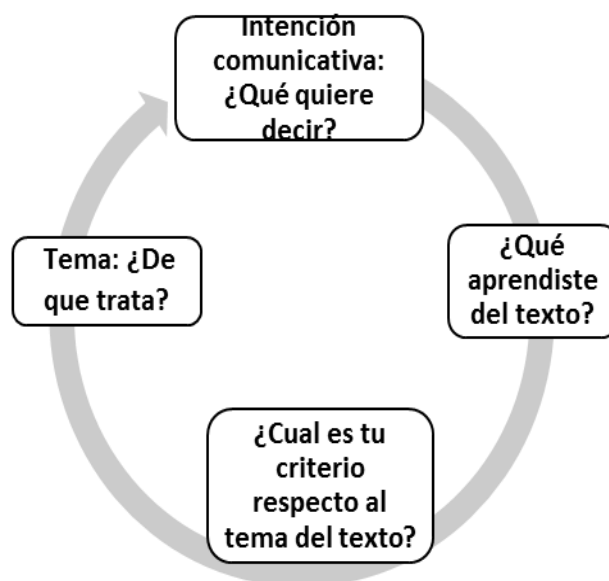 Intención
comunicativa:
¿Qué quiere
decir?
¿Qué
aprendiste
del texto?
¿Cual es tu
criterio
respecto al
tema del texto?
Tema: ¿De
que trata?